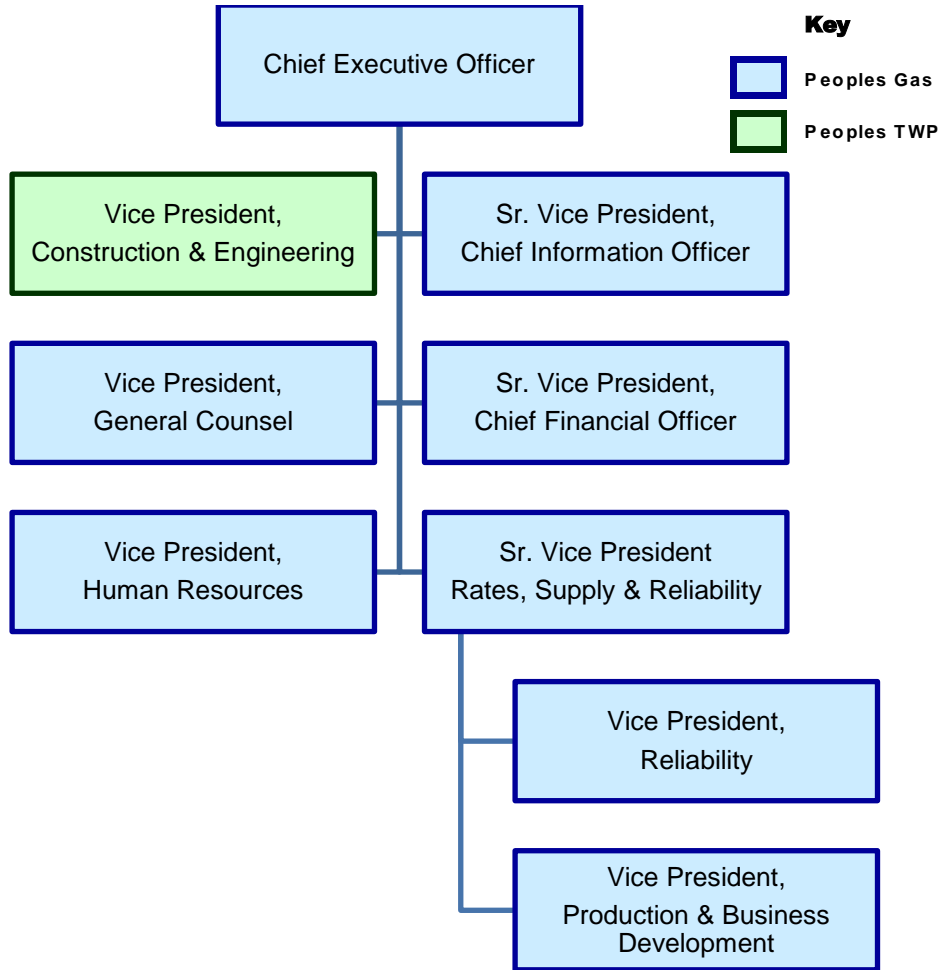 Chief Executive Officer
Key
Peoples Gas
Peoples TWP
Vice President,
Construction & Engineering
Sr. Vice President,
Chief Information Officer
Vice President,
General Counsel
Sr. Vice President,
Chief Financial Officer
Vice President,
Human Resources
Sr. Vice President
Rates, Supply & Reliability
Vice President,
Reliability
Vice President,
Production & Business
Development